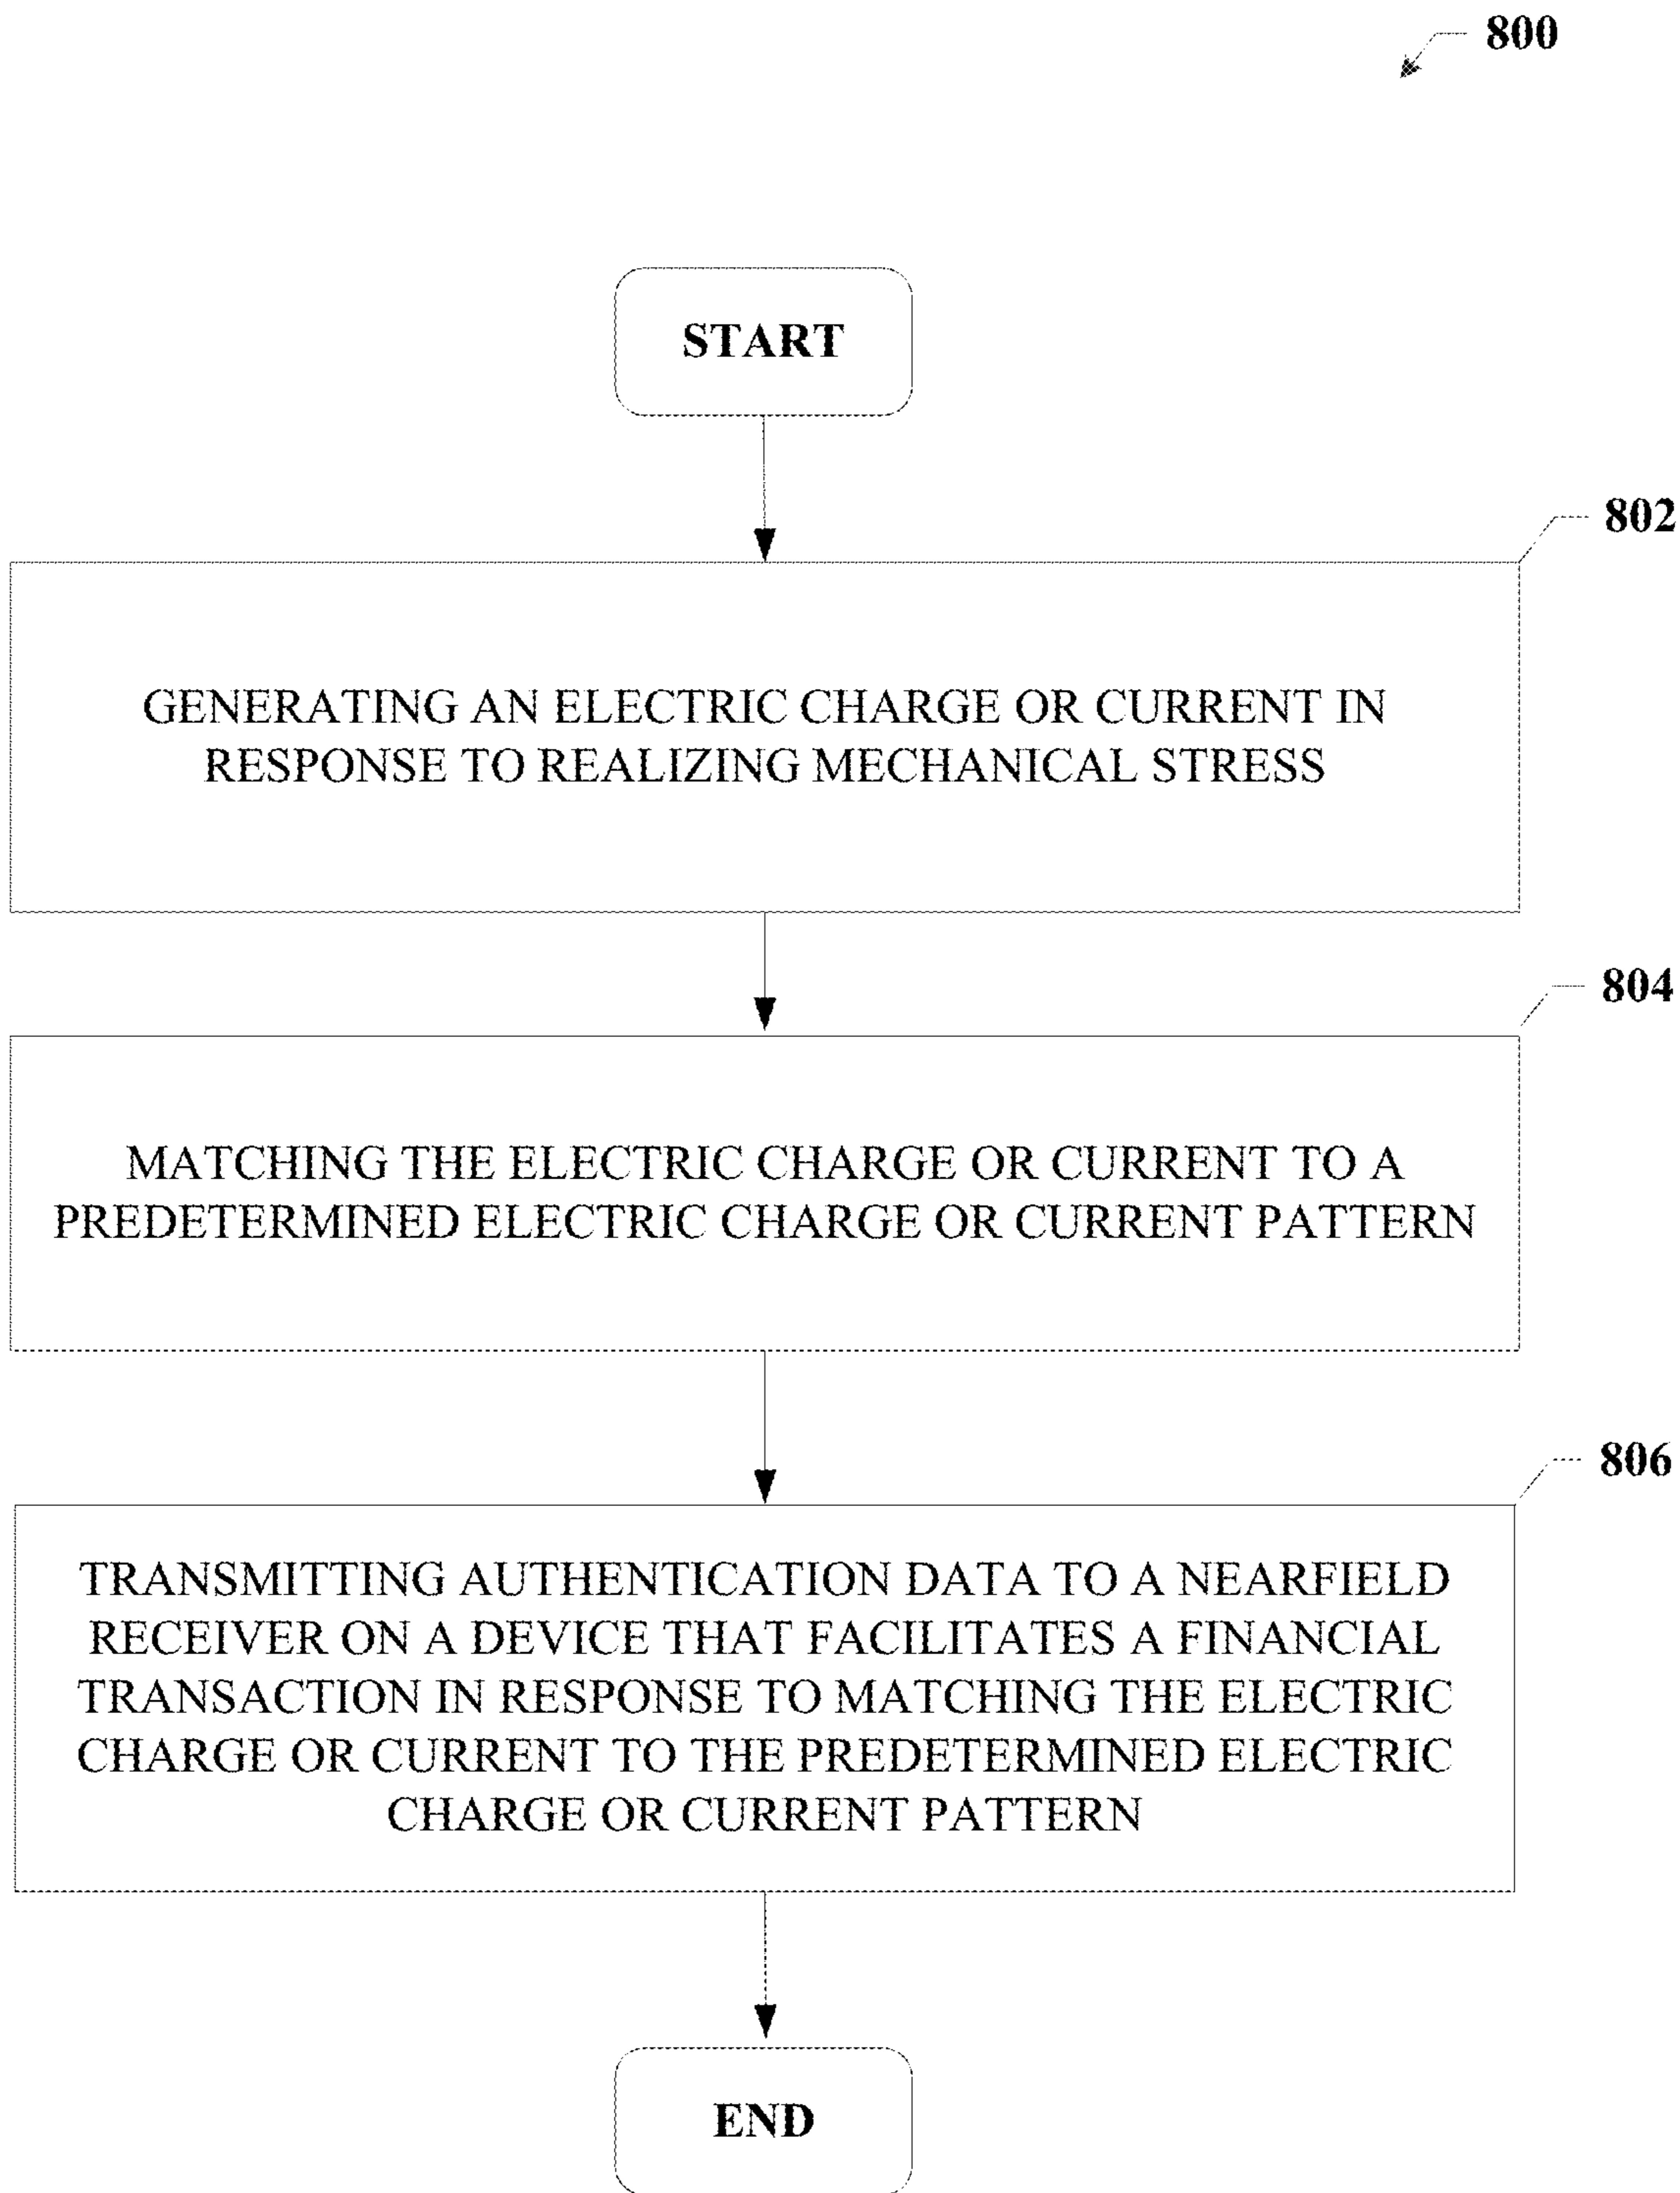 800
START
802
GENERATING AN ELECTRIC CHARGE OR CURRENT IN
RESPONSE TO REALIZING MECHANICAL STRESS
804
MATCHING THE ELECTRIC CHARGE OR CURRENT TO A
PREDETERMINED ELECTRIC CHARGE OR CURRENT PATTERN
806
TRANSMITTING AUTHENTICATION DATA TO A NEARFIELD
RECEIVER ON A DEVICE THAT FACILITATES A FINANCIAL
TRANSACTION IN RESPONSE TO MATCHING THE ELECTRIC
CHARGE OR CURRENT TO THE PREDETERMINED ELECTRIC
CHARGE OR CURRENT PATTERN
END